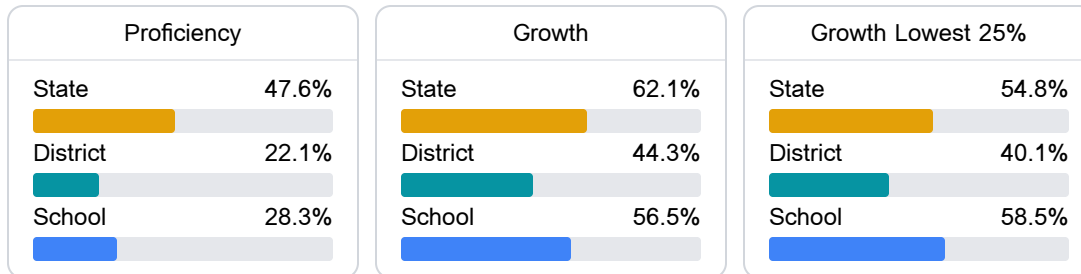 Proficiency
State 47.6%
District 22.1%
School 28.3%
Growth
State 62.1%
District 44.3%
School 56.5%
Growth Lowest 25%
State 54.8%
District 40.1%
School 58.5%